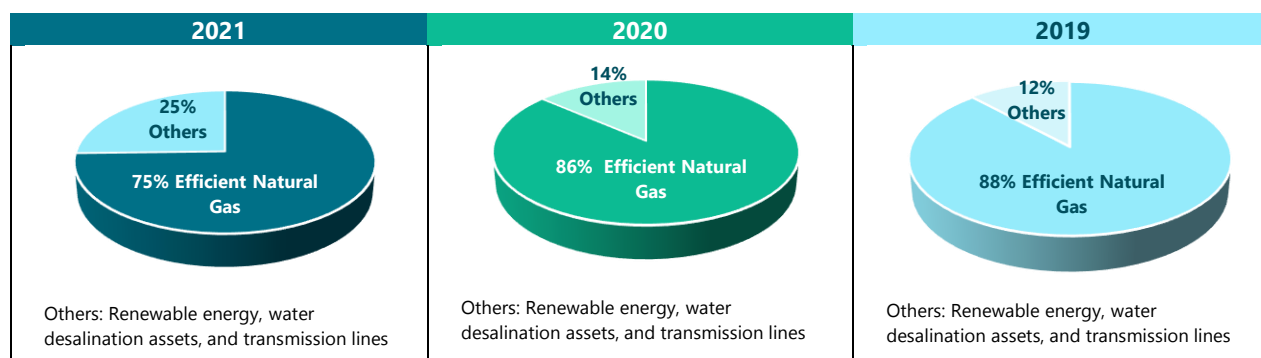 2021
25%
Others
75% Efficient Natural
Gas
Others: Renewable energy, water
desalination assets, and transmission lines
2020
14%
Others
86%  Efficient Natural
Gas
Others: Renewable energy, water
desalination assets, and transmission lines
2019
12%
Others
88% Efficient Natural
Gas
Others: Renewable energy, water
desalination assets, and transmission lines